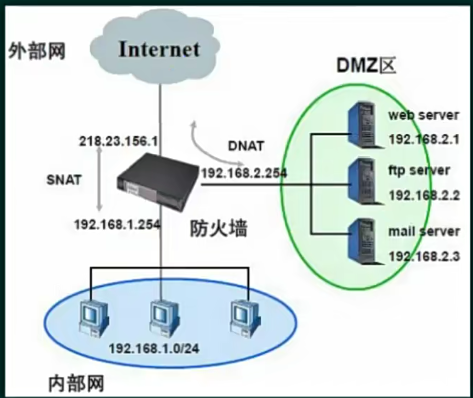 外部网
Internet
DMZ区
web server
192.168.2.1
218.23.156.1
DNAT
192.168.2.254
ftp server
192.168.2.2
SNAT
192.168.1.254
防火墙
mail server
192.168.2.3
192.168.1.0/24
内部网